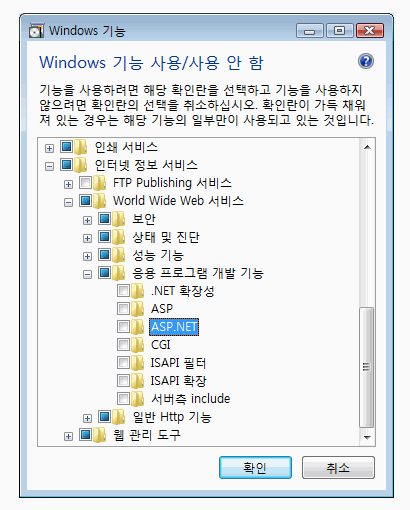 Windows 기능
Windows 기능 사용/사용 안 함
기능을 사용하려면 해당 확인란을 선택하고 기능을 사용하지
않으려면 확인란의 선택을 취소하십시오. 확인란이 가득 채워
져 있는 경우는 해당 기능의 일부만이 사용되고 있는 것입니다.
인쇄 서비스
인터넷 정보 서비스
FTP Publishing 서비스
World Wide Web 서비스
보안
상태 및 진단
성능 기능
응용 프로그램 개발 기능
.NET 확장성
ASP
ASP.NET
CGI
ISAPI 필터
ISAPI 확장
서버측 include
일반 Http 기능
웹 관리 도구
확인
취소